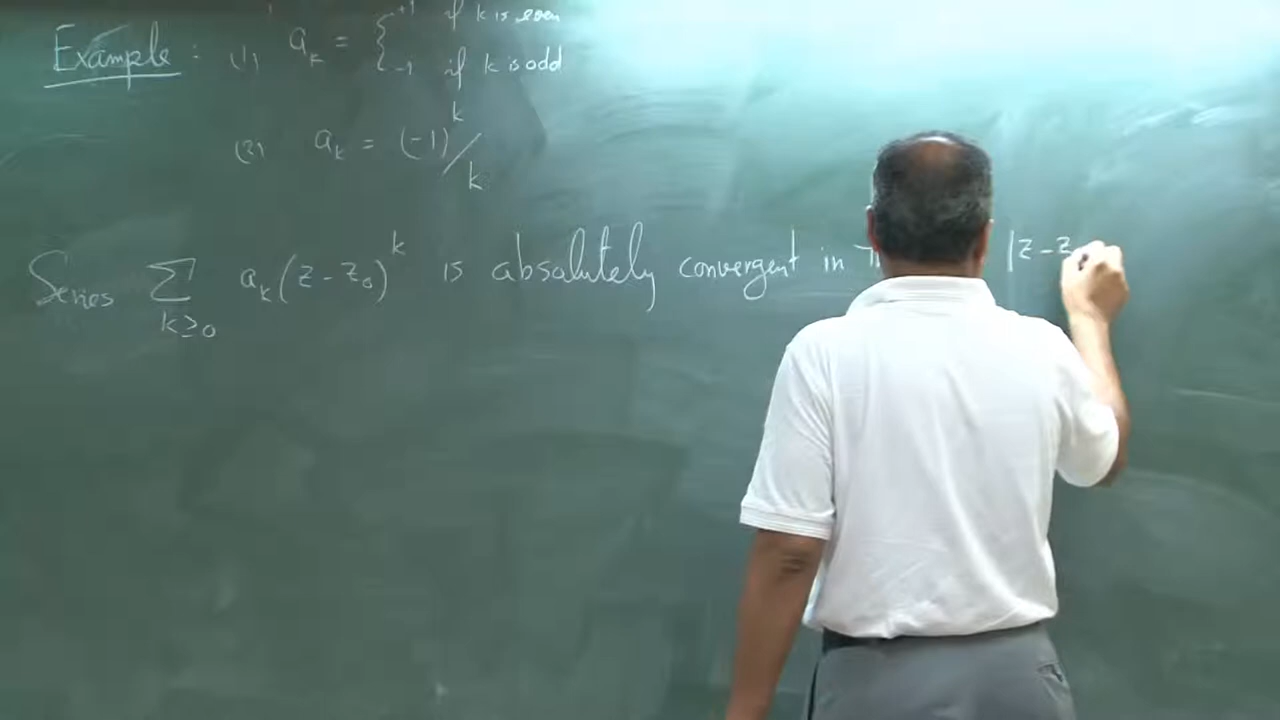 Example : (1) a_k = { +1 if k is even
-1 if k is odd
(2) a_k = (-1)^k / k
Series ∑_{k≥0} a_k (z - z_0)^k is absolutely convergent in |z - z